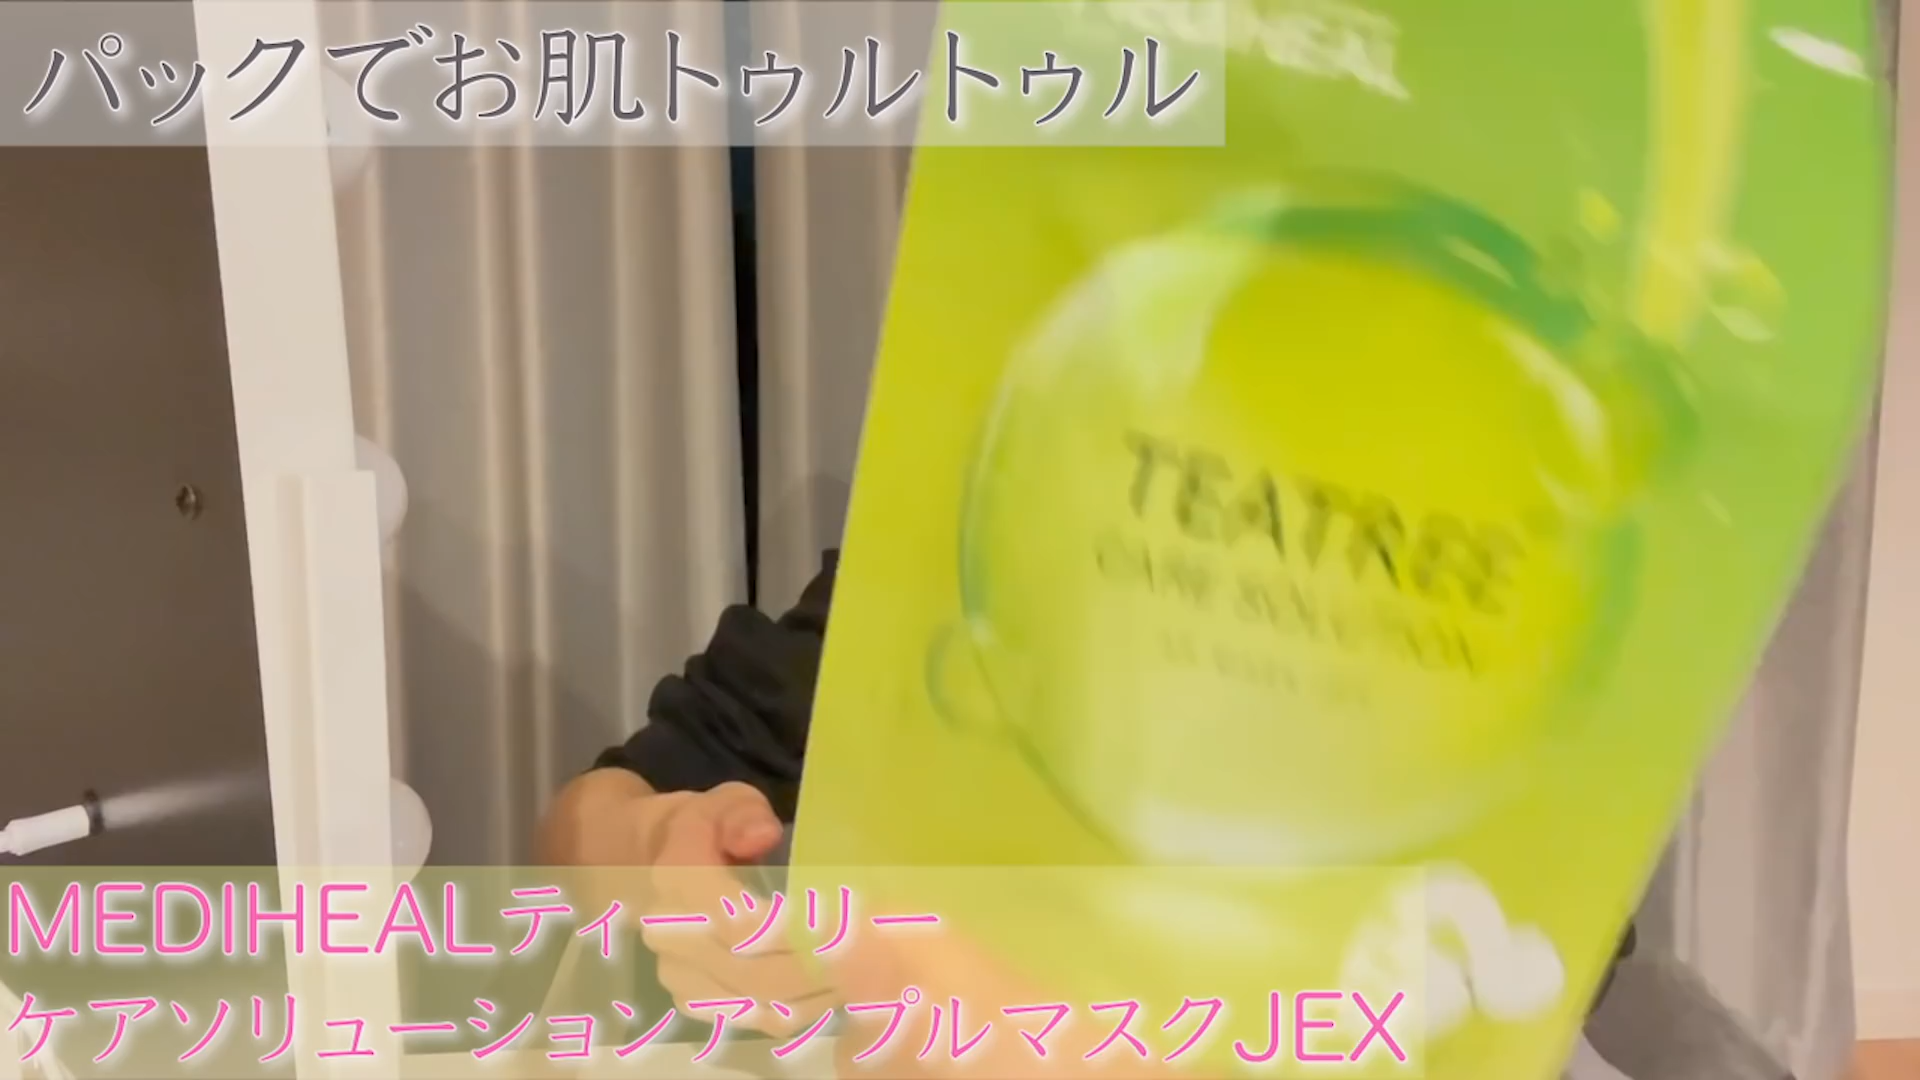 パックでお肌トゥルトゥル
TEATREE
CARE SOLUTION
MEDIHEALティーツリー
ケアソリューションアンプルマスクJEX